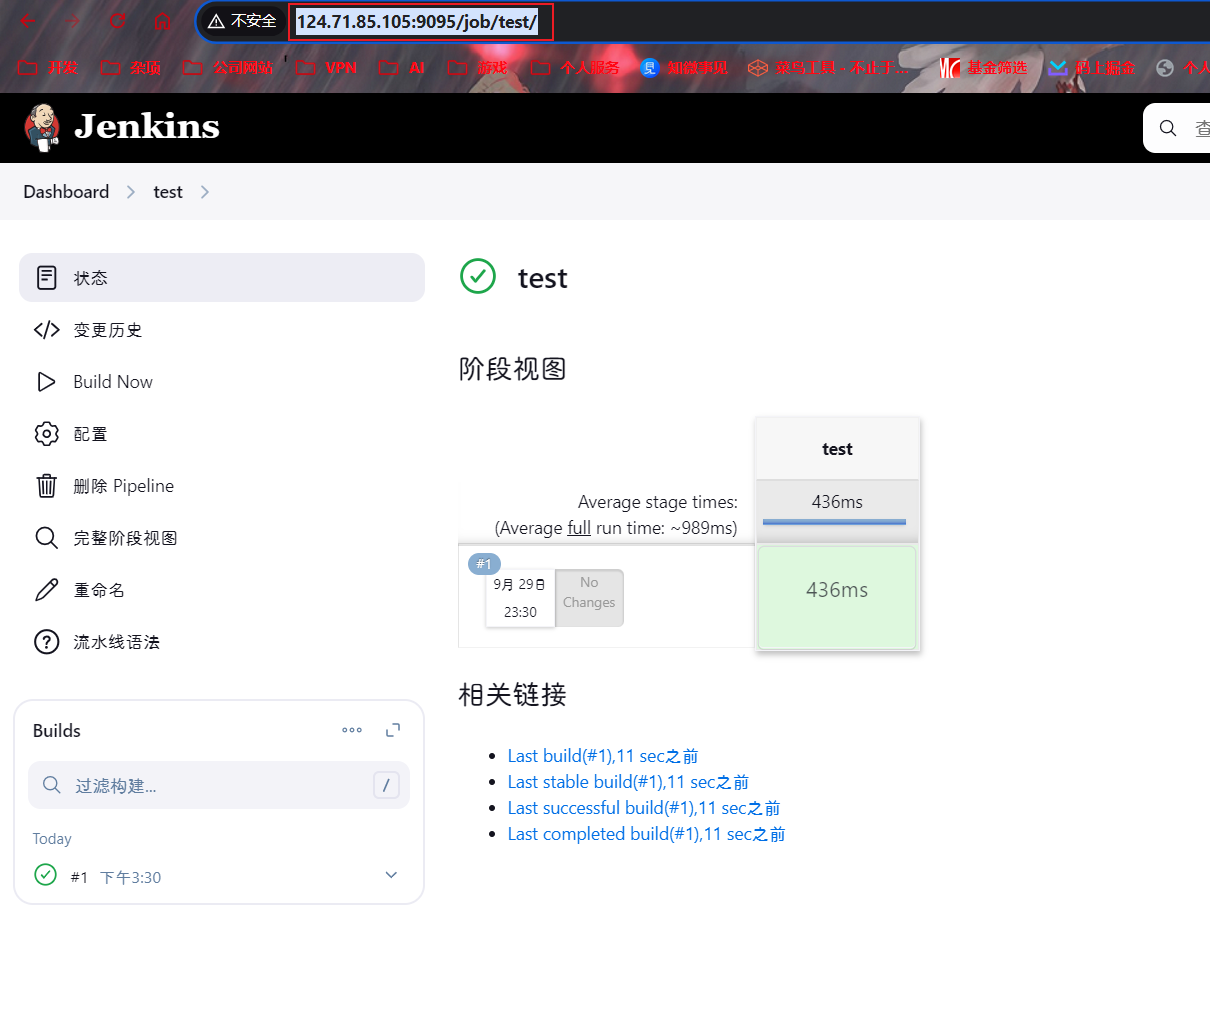 不安全 124.71.85.105:9095/job/test/
开发 杂项 公司网站 VPN AI 游戏 个人服务 知微事见 菜鸟工具 - 不止于... 基金筛选 稀土掘金 个人
Jenkins
查
Dashboard test
状态
变更历史
Build Now
配置
删除 Pipeline
完整阶段视图
重命名
流水线语法
Builds
过滤构建...
/
Today
#1 下午3:30
test
阶段视图
test
Average stage times:
(Average full run time: ~989ms)
436ms
#1
9月 29日
23:30
No
Changes
436ms
相关链接
Last build(#1),11 sec之前
Last stable build(#1),11 sec之前
Last successful build(#1),11 sec之前
Last completed build(#1),11 sec之前